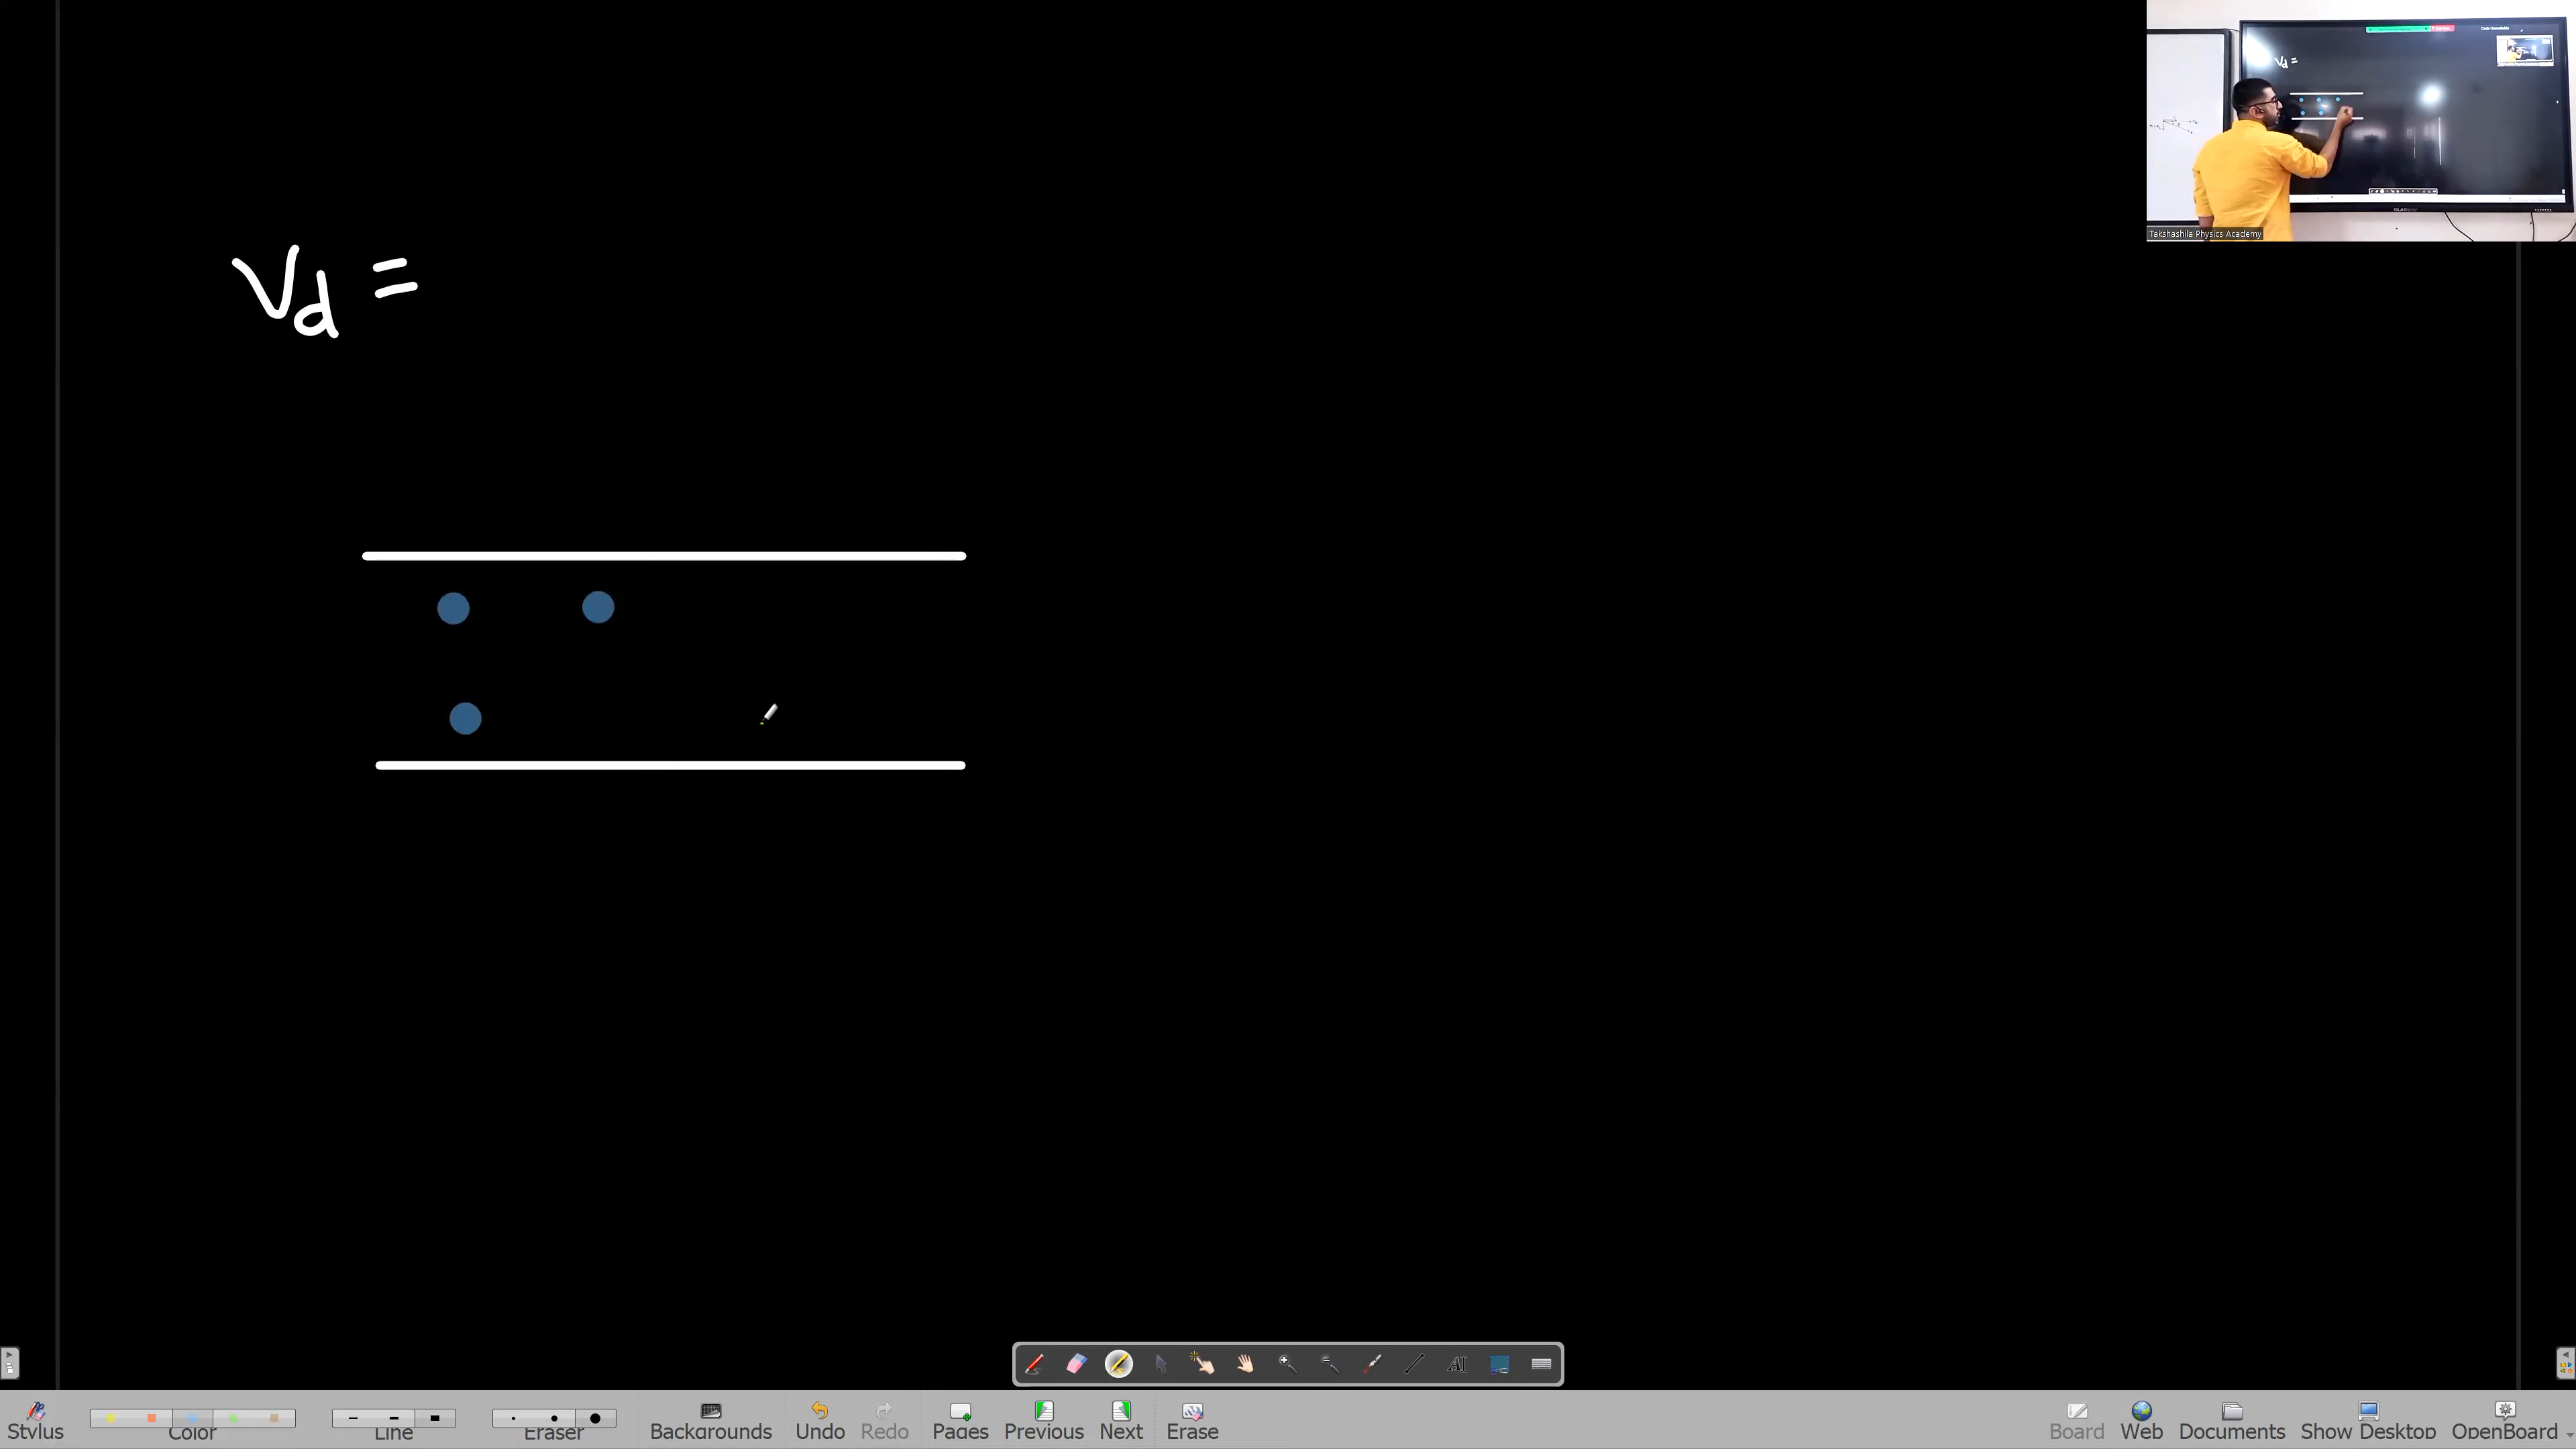 Takshashila Physics Academy
Vd =
Stylus
Color
Line
Eraser
Backgrounds
Undo
Redo
Pages
Previous
Next
Erase
Board
Web
Documents
Show Desktop
OpenBoard